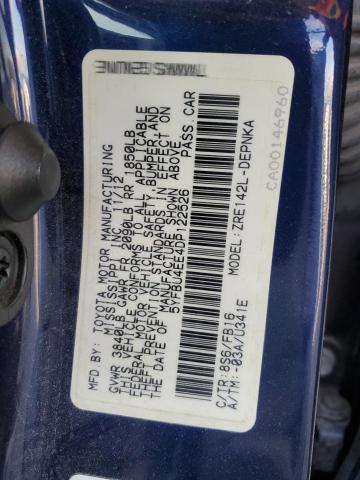 MFD.BY: TOYOTA MOTOR MANUFACTURING
MISSISSIPPI INC. 11/12
GVWR 3840LB GAFR FR 2090LB RR 1850LB
THIS VEHICLE CONFORMS TO ALL APPLICABLE
FEDERAL MOTOR VEHICLE SAFETY, BUMPER, AND
THEFT PREVENTION STANDARDS IN EFFECT ON
THE DATE OF MANUFACTURE SHOWN ABOVE.
5YFBU4EE4DP122926 PASS.CAR
C/TR:8S6/FB16
MODEL:ZRE142L-DEPNKA
A/TM:-03A/U341E
CA00146960